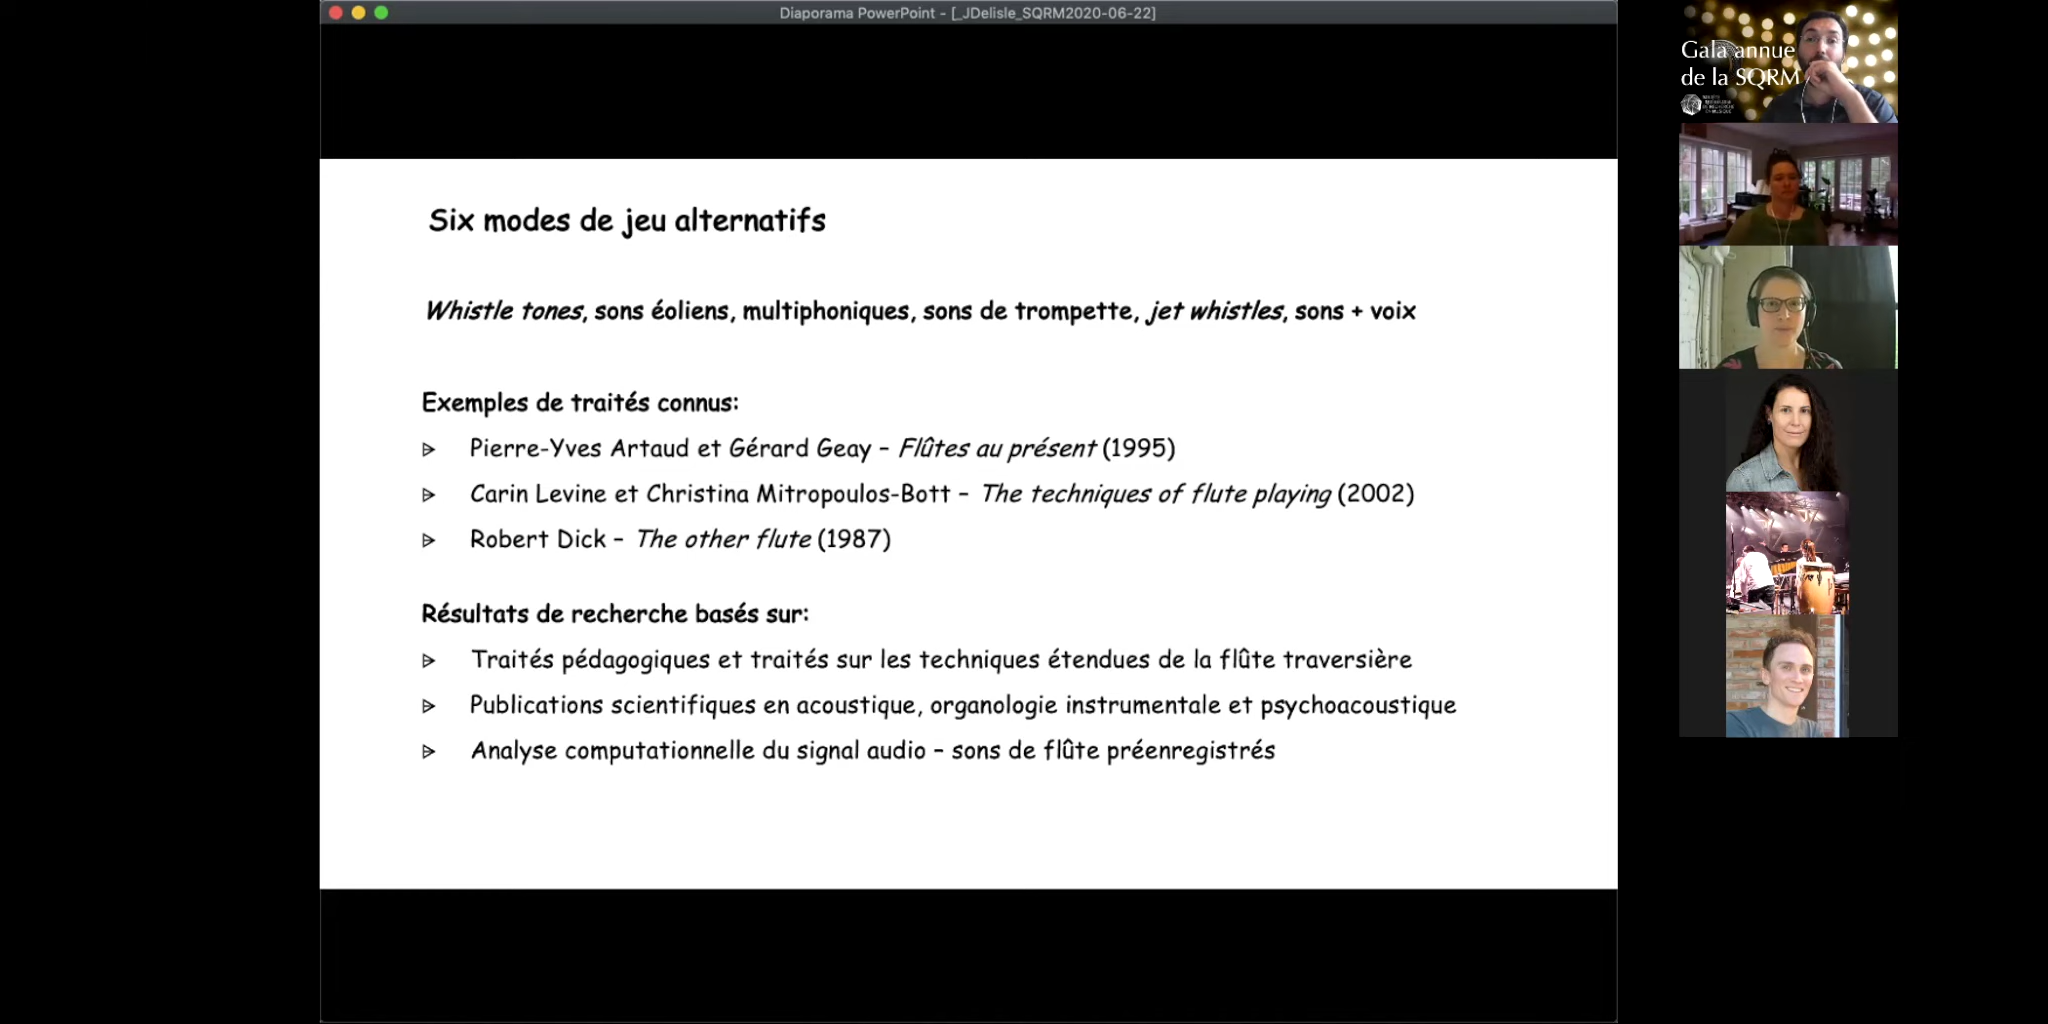 Diaporama PowerPoint - [_JDelisle_SQRM2020-06-22]
Six modes de jeu alternatifs
Whistle tones, sons éoliens, multiphoniques, sons de trompette, jet whistles, sons + voix
Exemples de traités connus:
Pierre-Yves Artaud et Gérard Geay – Flûtes au présent (1995)
Carin Levine et Christina Mitropoulos-Bott – The techniques of flute playing (2002)
Robert Dick – The other flute (1987)
Résultats de recherche basés sur:
Traités pédagogiques et traités sur les techniques étendues de la flûte traversière
Publications scientifiques en acoustique, organologie instrumentale et psychoacoustique
Analyse computationnelle du signal audio – sons de flûte préenregistrés
Gala annue
de la SQRM